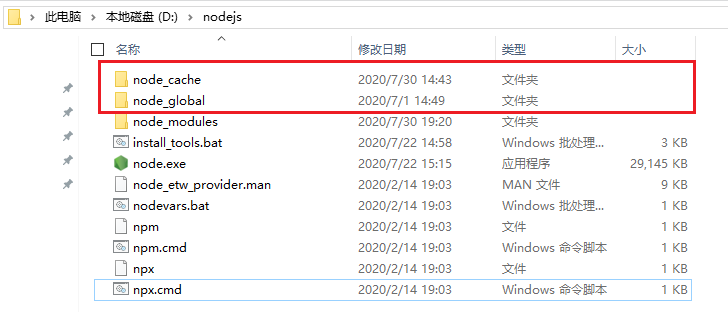 此电脑 > 本地磁盘 (D:) > nodejs
名称 修改日期 类型 大小
node_cache 2020/7/30 14:43 文件夹
node_global 2020/7/1 14:49 文件夹
node_modules 2020/7/30 19:20 文件夹
install_tools.bat 2020/7/22 14:58 Windows 批处理... 3 KB
node.exe 2020/7/22 15:15 应用程序 29,145 KB
node_etw_provider.man 2020/2/14 19:03 MAN 文件 9 KB
nodevars.bat 2020/2/14 19:03 Windows 批处理... 1 KB
npm 2020/2/14 19:03 文件 1 KB
npm.cmd 2020/2/14 19:03 Windows 命令脚本 1 KB
npx 2020/2/14 19:03 文件 1 KB
npx.cmd 2020/2/14 19:03 Windows 命令脚本 1 KB